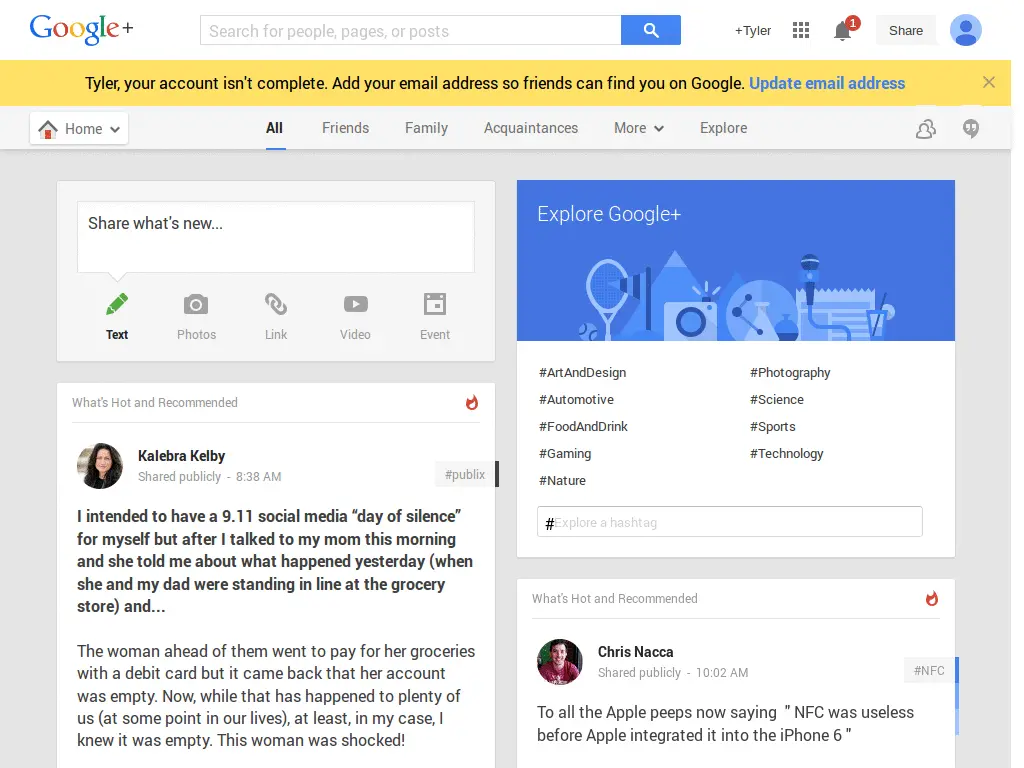 Google+
Search for people, pages, or posts
+Tyler
1
Share
Tyler, your account isn't complete. Add your email address so friends can find you on Google. Update email address
Home
All
Friends
Family
Acquaintances
More
Explore
Share what's new...
Text
Photos
Link
Video
Event
Explore Google+
#ArtAndDesign
#Photography
#Automotive
#Science
#FoodAndDrink
#Sports
#Gaming
#Technology
#Nature
#Explore a hashtag
What's Hot and Recommended
Kalebra Kelby
Shared publicly - 8:38 AM
#publix
I intended to have a 9.11 social media “day of silence”
for myself but after I talked to my mom this morning
and she told me about what happened yesterday (when
she and my dad were standing in line at the grocery
store) and...
The woman ahead of them went to pay for her groceries
with a debit card but it came back that her account
was empty. Now, while that has happened to plenty of
us (at some point in our lives), at least, in my case, I
knew it was empty. This woman was shocked!
What's Hot and Recommended
Chris Nacca
Shared publicly - 10:02 AM
#NFC
To all the Apple peeps now saying " NFC was useless
before Apple integrated it into the iPhone 6 "